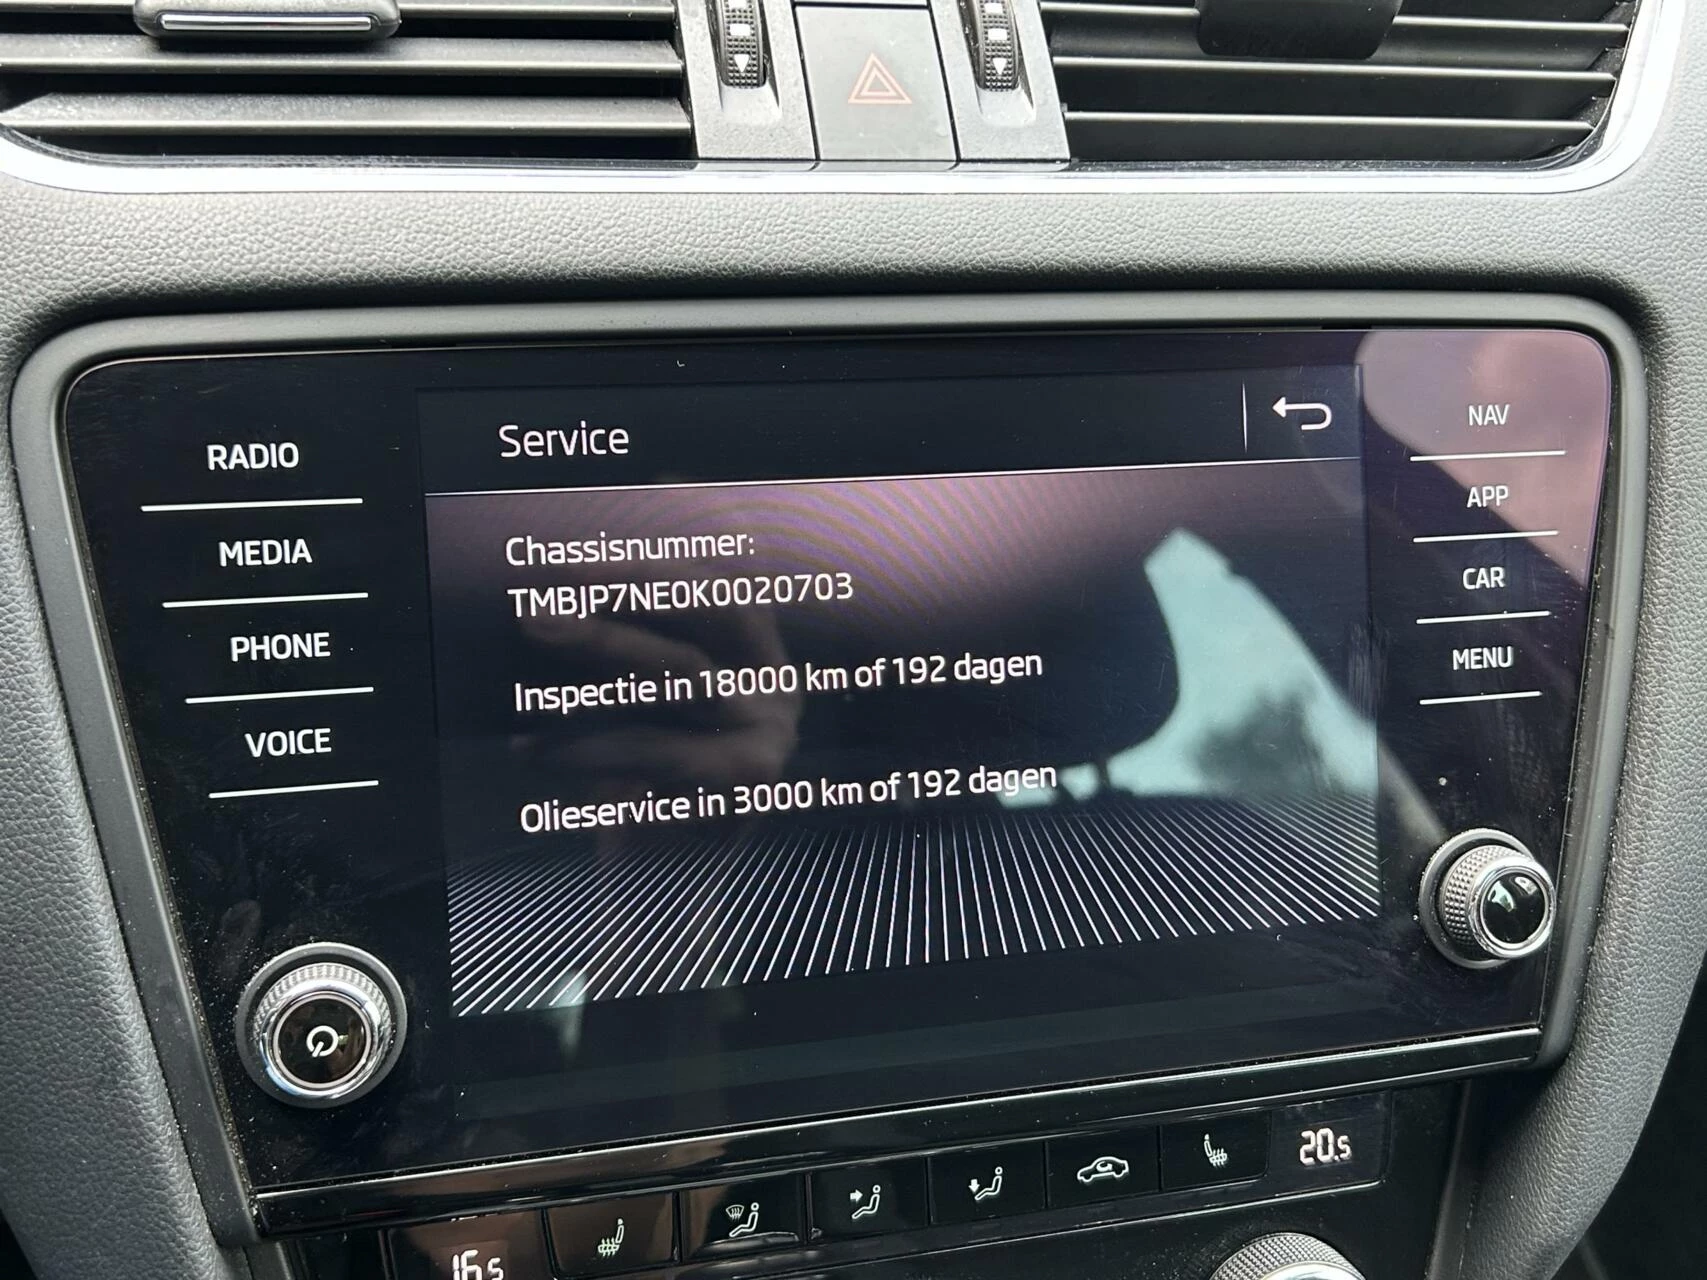 Service
RADIO
MEDIA
PHONE
VOICE
Chassisnummer:
TMBJP7NE0K0020703
Inspectie in 18000 km of 192 dagen
Olieservice in 3000 km of 192 dagen
NAV
APP
CAR
MENU
20.5
16.5